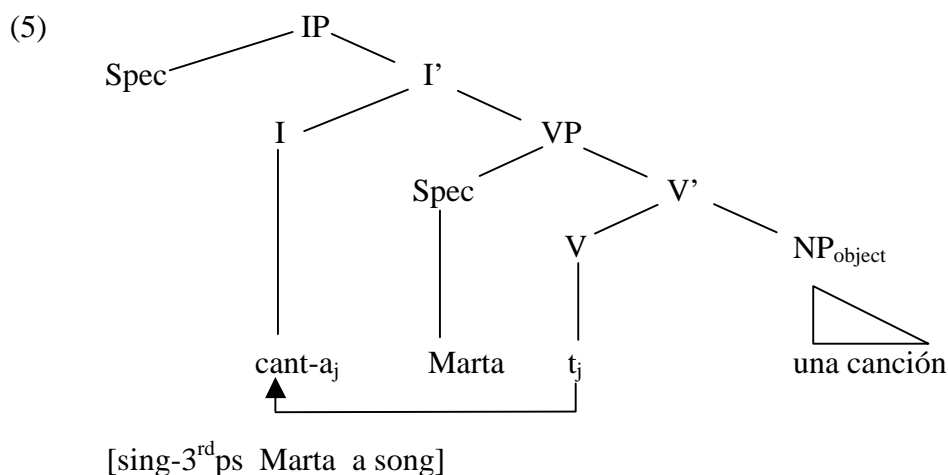 (5) IP
Spec I’
I VP
Spec V’
V NPobject
cant-aj Marta tj una canción
[sing-3rdps Marta a song]